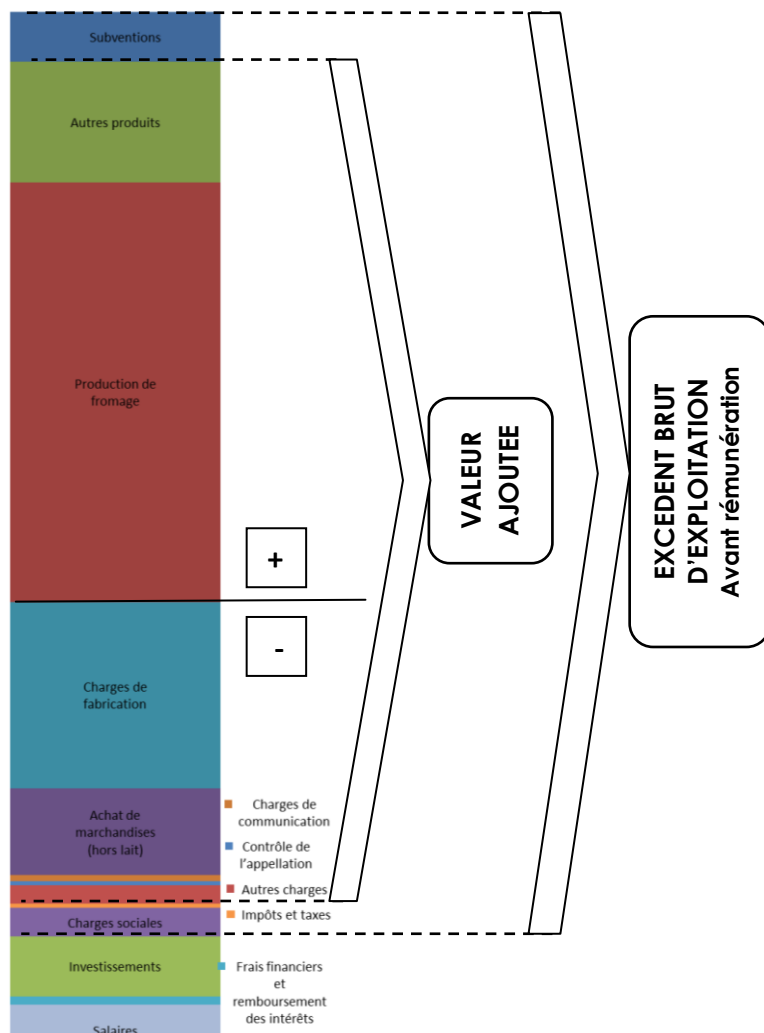 Subventions
Autres produits
Production de
fromage
+
-
Charges de
fabrication
Achat de
marchandises
(hors lait)
Charges de
communication
Contrôle de
l'appellation
Autres charges
Impôts et taxes
Charges sociales
Investissements
Frais financiers
et
remboursement
des intérêts
Salaires
VALEUR
AJOUTEE
EXCEDENT BRUT
D'EXPLOITATION
Avant rémunération